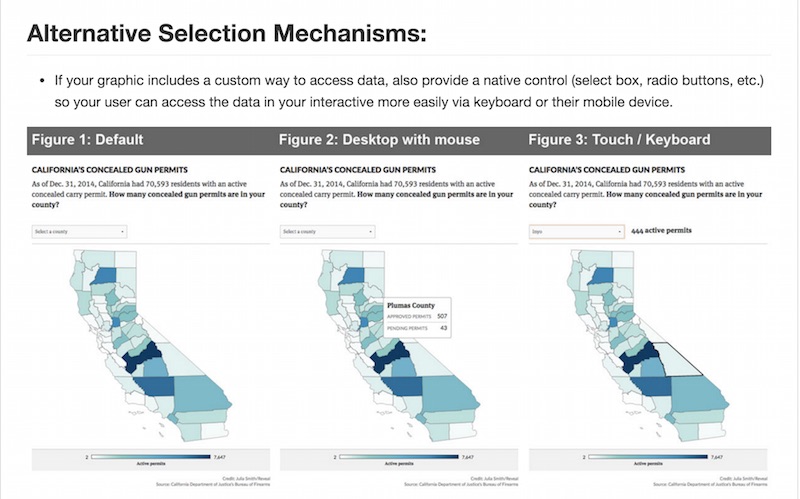 Alternative Selection Mechanisms:
• If your graphic includes a custom way to access data, also provide a native control (select box, radio buttons, etc.)
so your user can access the data in your interactive more easily via keyboard or their mobile device.
Figure 1: Default
CALIFORNIA'S CONCEALED GUN PERMITS
As of Dec. 31, 2014, California had 70,593 residents with an active
concealed carry permit. How many concealed gun permits are in your
county?
Select a county
2
7,647
Active permits
Credit: Julia Smith/Reveal
Source: California Department of Justice's Bureau of Firearms
Figure 2: Desktop with mouse
CALIFORNIA'S CONCEALED GUN PERMITS
As of Dec. 31, 2014, California had 70,593 residents with an active
concealed carry permit. How many concealed gun permits are in your
county?
Select a county
Plumas County
APPROVED PERMITS 507
PENDING PERMITS 43
2
7,647
Active permits
Credit: Julia Smith/Reveal
Source: California Department of Justice's Bureau of Firearms
Figure 3: Touch / Keyboard
CALIFORNIA'S CONCEALED GUN PERMITS
As of Dec. 31, 2014, California had 70,593 residents with an active
concealed carry permit. How many concealed gun permits are in your
county?
Inyo
444 active permits
2
7,647
Active permits
Credit: Julia Smith/Reveal
Source: California Department of Justice's Bureau of Firearms